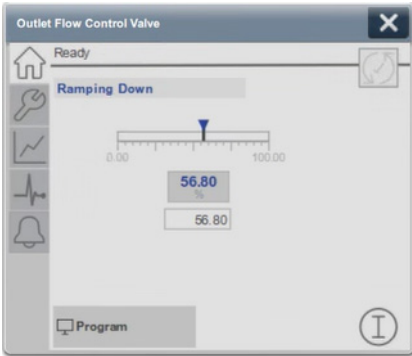 Outlet Flow Control Valve
Ready
Ramping Down
0.00 100.00
56.80
%
56.80
Program